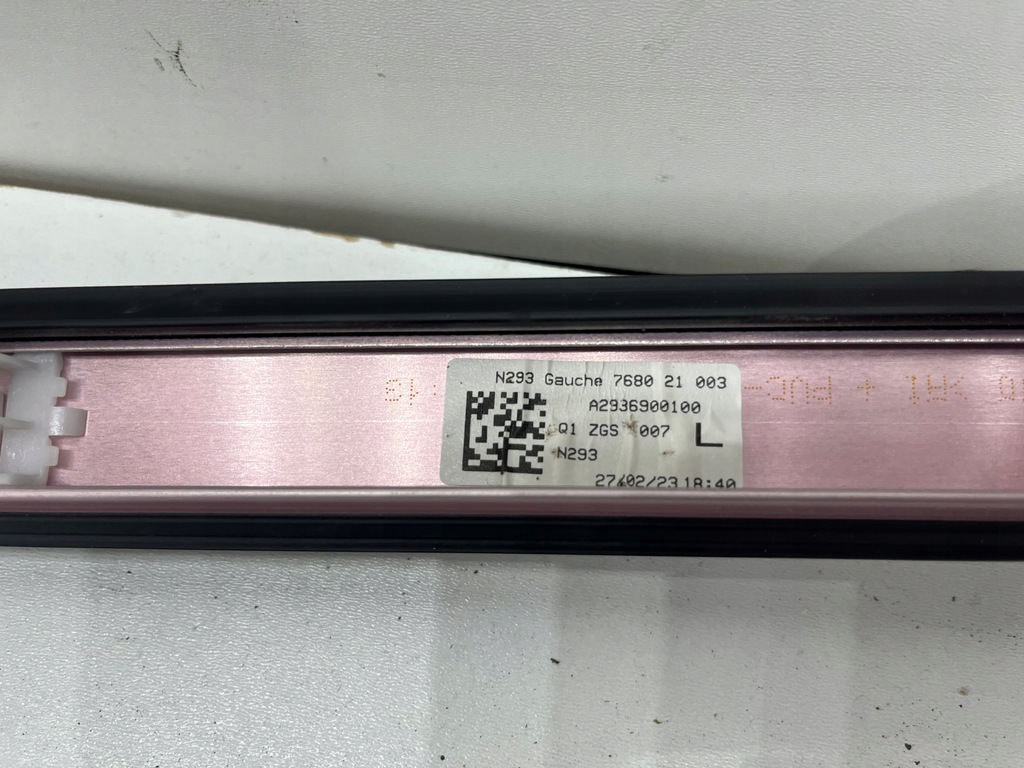 N293 Gauche 7680 21 003
A2936900100
Q1 ZGS 007
L
N293
27/02/23 18:40